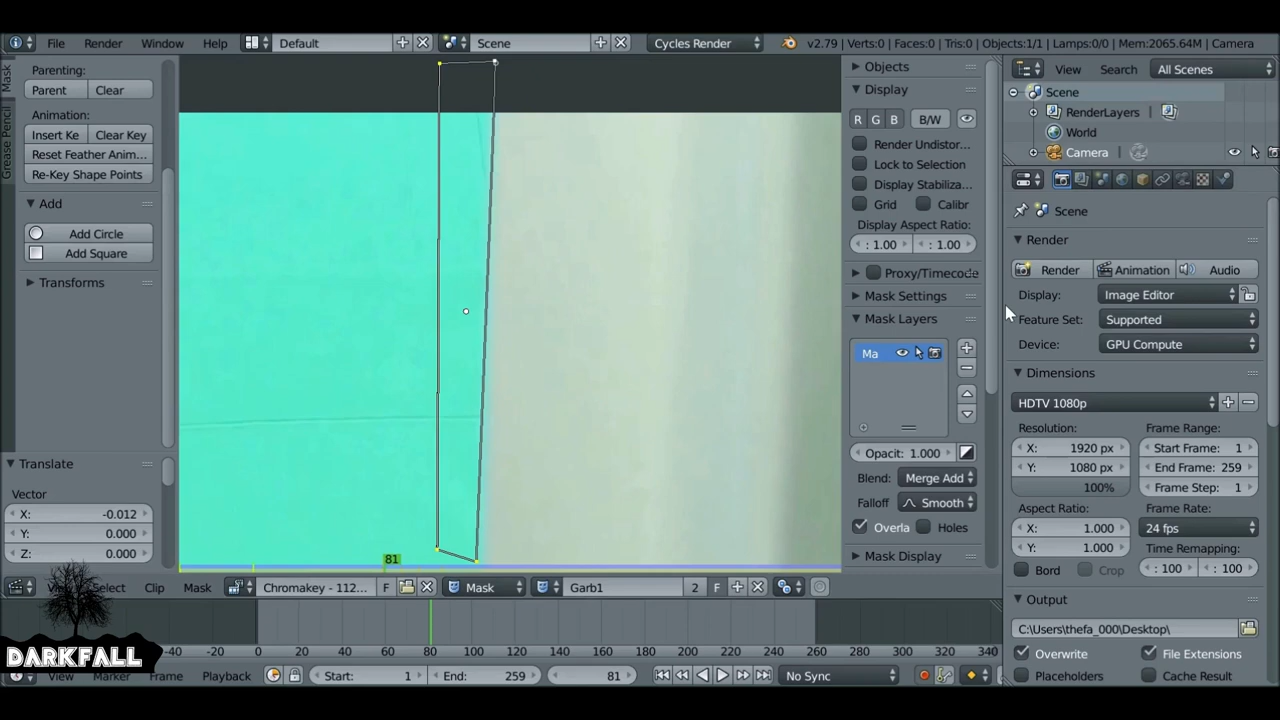 File Render Window Help Default Scene Cycles Render v2.79 | Verts:0 | Faces:0 | Tris:0 | Objects:1/1 | Lamps:0/0 | Mem:2065.64M | Camera
Mask
Grease Pencil
Parenting:
Parent Clear
Animation:
Insert Ke Clear Key
Reset Feather Anim...
Re-Key Shape Points
Add
Add Circle
Add Square
Transforms
Translate
Vector
X: -0.012
Y: 0.000
Z: 0.000
81
Objects
Display
R G B B/W
Render Undistor...
Lock to Selection
Display Stabiliza...
Grid Calibr
Display Aspect Ratio:
: 1.00 : 1.00
Proxy/Timecode
Mask Settings
Mask Layers
Ma
Opacit: 1.000
Blend: Merge Add
Falloff Smooth
Overla Holes
Mask Display
View Search All Scenes
Scene
RenderLayers
World
Camera
Scene
Render
Render Animation Audio
Display: Image Editor
Feature Set: Supported
Device: GPU Compute
Dimensions
HDTV 1080p
Resolution: Frame Range:
X: 1920 px Start Frame: 1
Y: 1080 px End Frame: 259
100% Frame Step: 1
Aspect Ratio: Frame Rate:
X: 1.000 24 fps
Y: 1.000 Time Remapping:
Bord Crop : 100 : 100
Output
C:\Users\thefa_000\Desktop\
Overwrite File Extensions
Placeholders Cache Result
Clip Mask Chromakey - 112... F Mask Garb1 2 F
-40 -20 0 20 40 60 80 100 120 140 160 180 200 220 240 260 280 300 320 340
View Marker Frame Playback Start: 1 End: 259 81 No Sync
DARKFALL